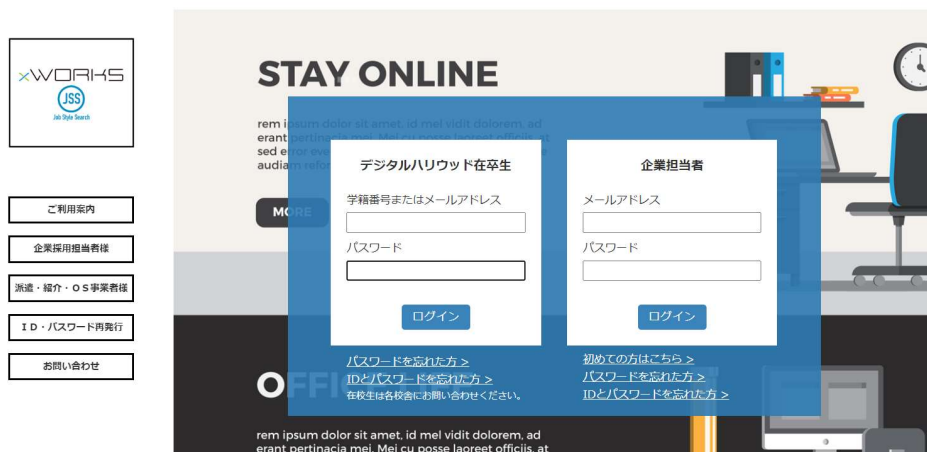 xWORKS
JSS
Job Style Search
ご利用案内
企業採用担当者様
派遣・紹介・OS事業者様
ID・パスワード再発行
お問い合わせ
STAY ONLINE
rem ipsum dolor sit amet, id mel vidit dolorem, ad
erant pertinacia mei. Mei cu posse laoreet officiis, at
sed error eve
audiam refor
MORE
デジタルハリウッド在卒生
学籍番号またはメールアドレス
パスワード
ログイン
パスワードを忘れた方 >
IDとパスワードを忘れた方 >
在校生は各校舎にお問い合わせください。
企業担当者
メールアドレス
パスワード
ログイン
初めての方はこちら >
パスワードを忘れた方 >
IDとパスワードを忘れた方 >
OFFICE LIFE
rem ipsum dolor sit amet, id mel vidit dolorem, ad
erant pertinacia mei. Mei cu posse laoreet officiis, at